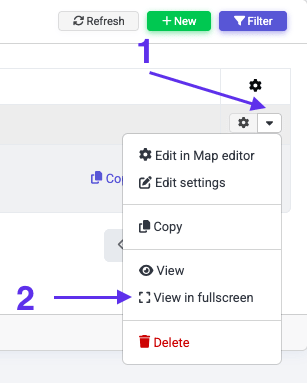 Refresh
+ New
Filter
1
Edit in Map editor
Edit settings
Co
Copy
View
2
View in fullscreen
Delete